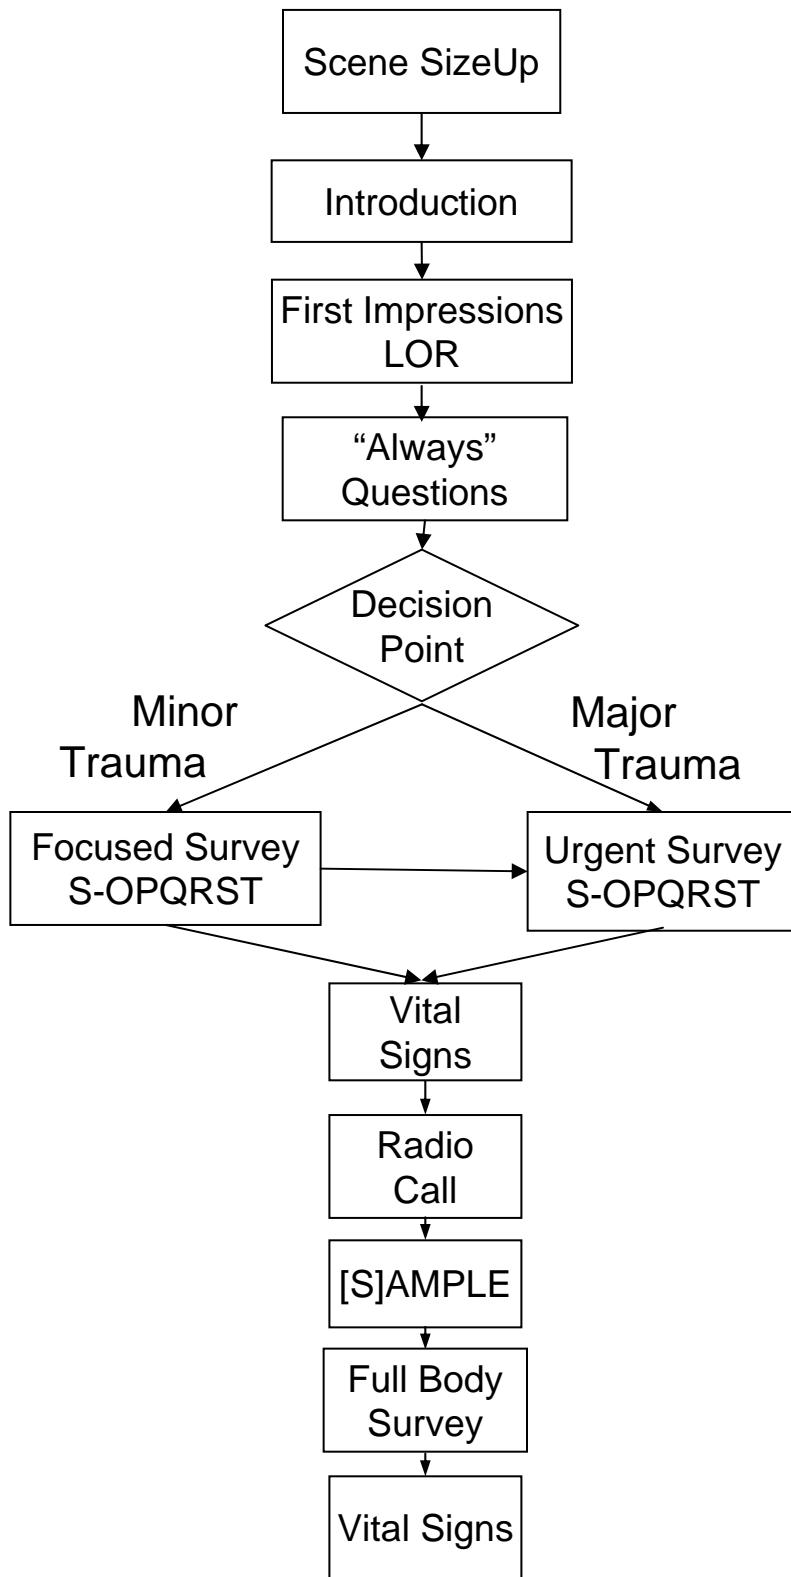 Scene SizeUp
Introduction
First Impressions
LOR
“Always”
Questions
Decision
Point
Minor
Trauma
Major
Trauma
Focused Survey
S-OPQRST
Urgent Survey
S-OPQRST
Vital
Signs
Radio
Call
[S]AMPLE
Full Body
Survey
Vital Signs